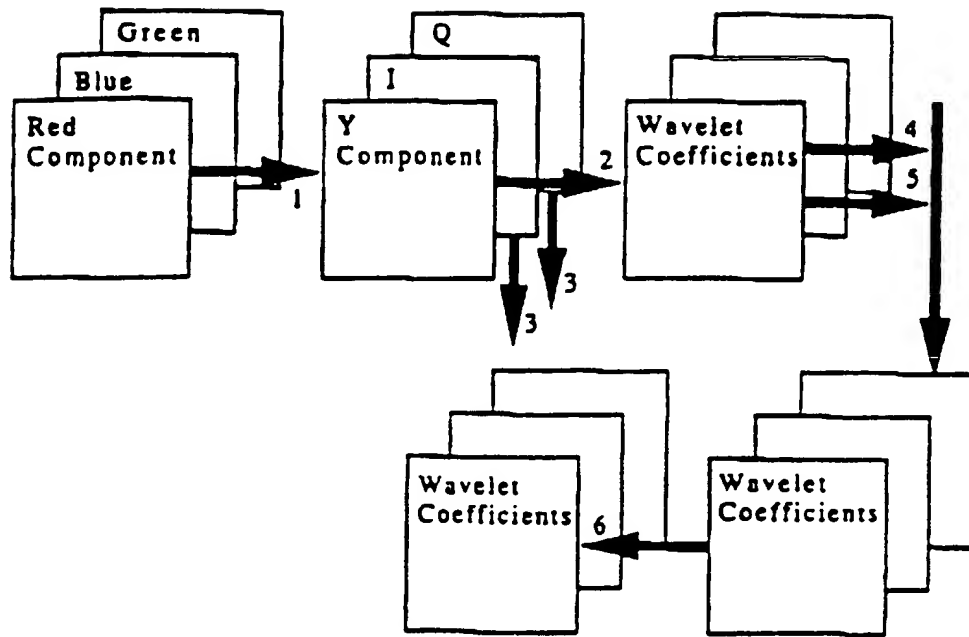 Green
Blue
Red
Component
1
Q
I
Y
Component
2
3
3
Wavelet
Coefficients
4
5
Wavelet
Coefficients
6
Wavelet
Coefficients